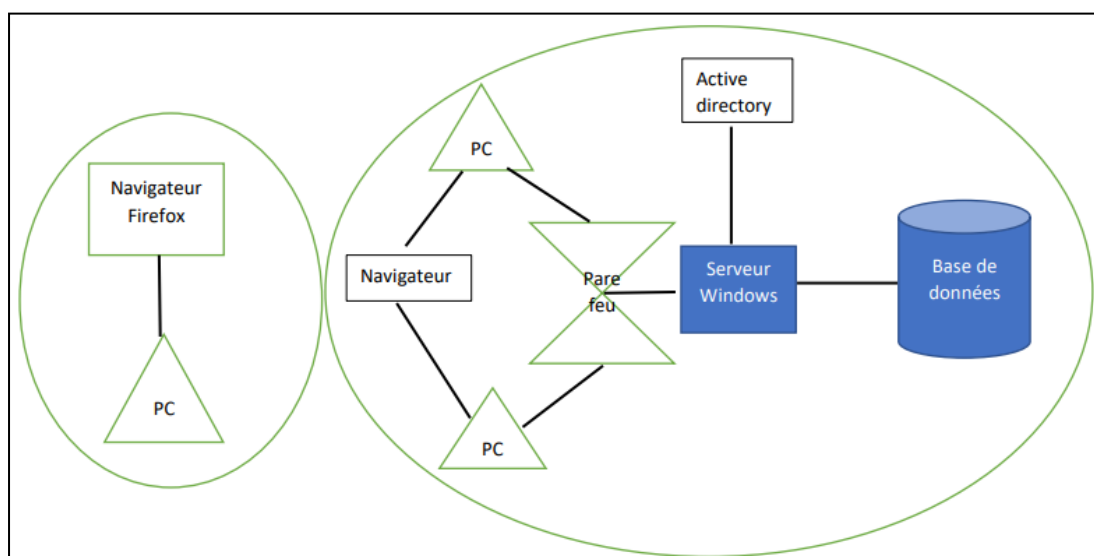 Navigateur
Firefox
PC
PC
Navigateur
PC
Pare
feu
Active
directory
Serveur
Windows
Base de
données